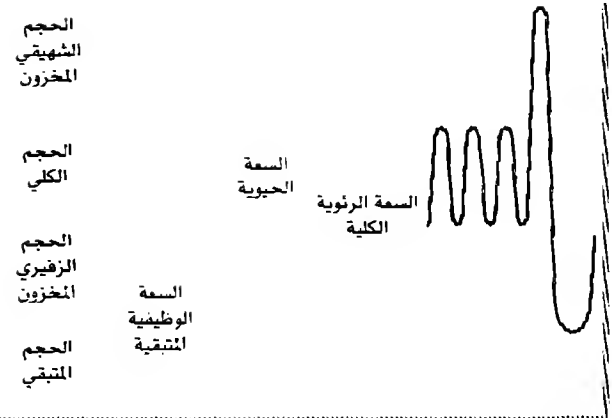 الحجم
الشهيقي
المخزون
الحجم
الكلي
السعة
الحيوية
السعة الرئوية
الكلية
الحجم
الزفيري
المخزون
السعة
الوظيفية
المتبقية
الحجم
المتبقي